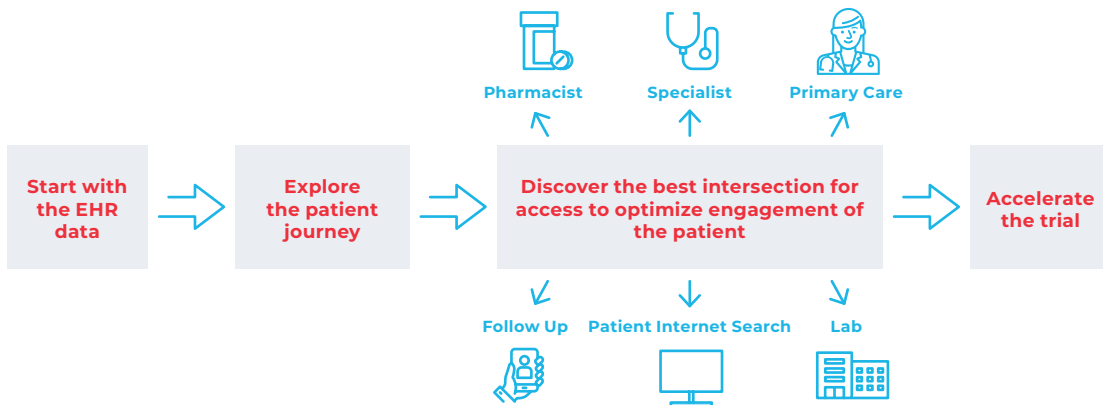 Pharmacist
Specialist
Primary Care
Start with
the EHR
data
Explore
the patient
journey
Discover the best intersection for
access to optimize engagement of
the patient
Accelerate
the trial
Follow Up
Patient Internet Search
Lab